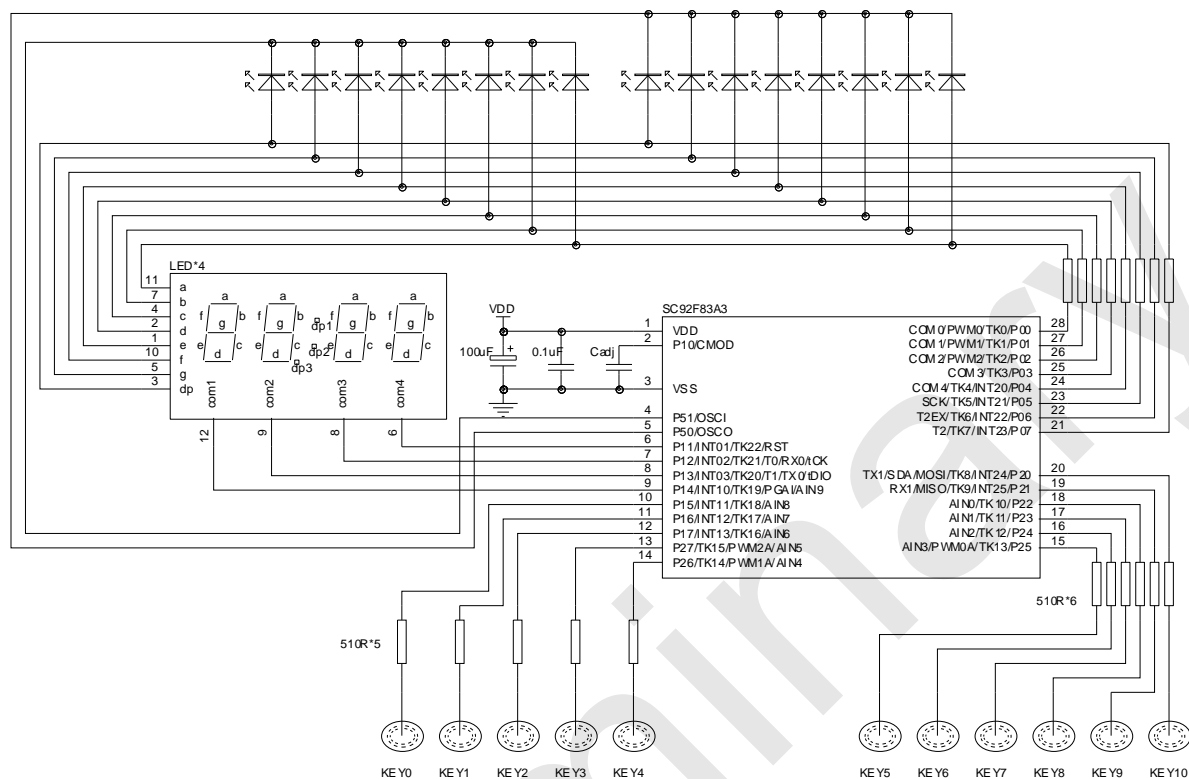 LED*4
11 a
7 b
4 c
2 d
1 e
10 f
5 g
3 dp
a a a a
f b f b f b f b
g g g g
e c e c e c e c
d d d d
dp1
dp2
dp3
com1 com2 com3 com4
12 9 8 6
VDD
100uF + 0.1uF Cadj
SC92F83A3
1 VDD
2 P10/CMOD
3 VSS
4 P51/OSCI
5 P50/OSCO
6 P11/INT01/TK22/RST
7 P12/INT02/TK21/T0/RX0/tCK
8 P13/INT03/TK20/T1/TX0/tDIO
9 P14/INT10/TK19/PGAI/AIN9
10 P15/INT11/TK18/AIN8
11 P16/INT12/TK17/AIN7
12 P17/INT13/TK16/AIN6
13 P27/TK15/PWM2A/AIN5
14 P26/TK14/PWM1A/AIN4
COM0/PWM0/TK0/P00 28
COM1/PWM1/TK1/P01 27
COM2/PWM2/TK2/P02 26
COM3/TK3/P03 25
COM4/TK4/INT20/P04 24
SCK/TK5/INT21/P05 23
T2EX/TK6/INT22/P06 22
T2/TK7/INT23/P07 21
TX1/SDA/MOSI/TK8/INT24/P20 20
RX1/MISO/TK9/INT25/P21 19
AIN0/TK10/P22 18
AIN1/TK11/P23 17
AIN2/TK12/P24 16
AIN3/PWM0A/TK13/P25 15
510R*5
510R*6
KEY0 KEY1 KEY2 KEY3 KEY4 KEY5 KEY6 KEY7 KEY8 KEY9 KEY10